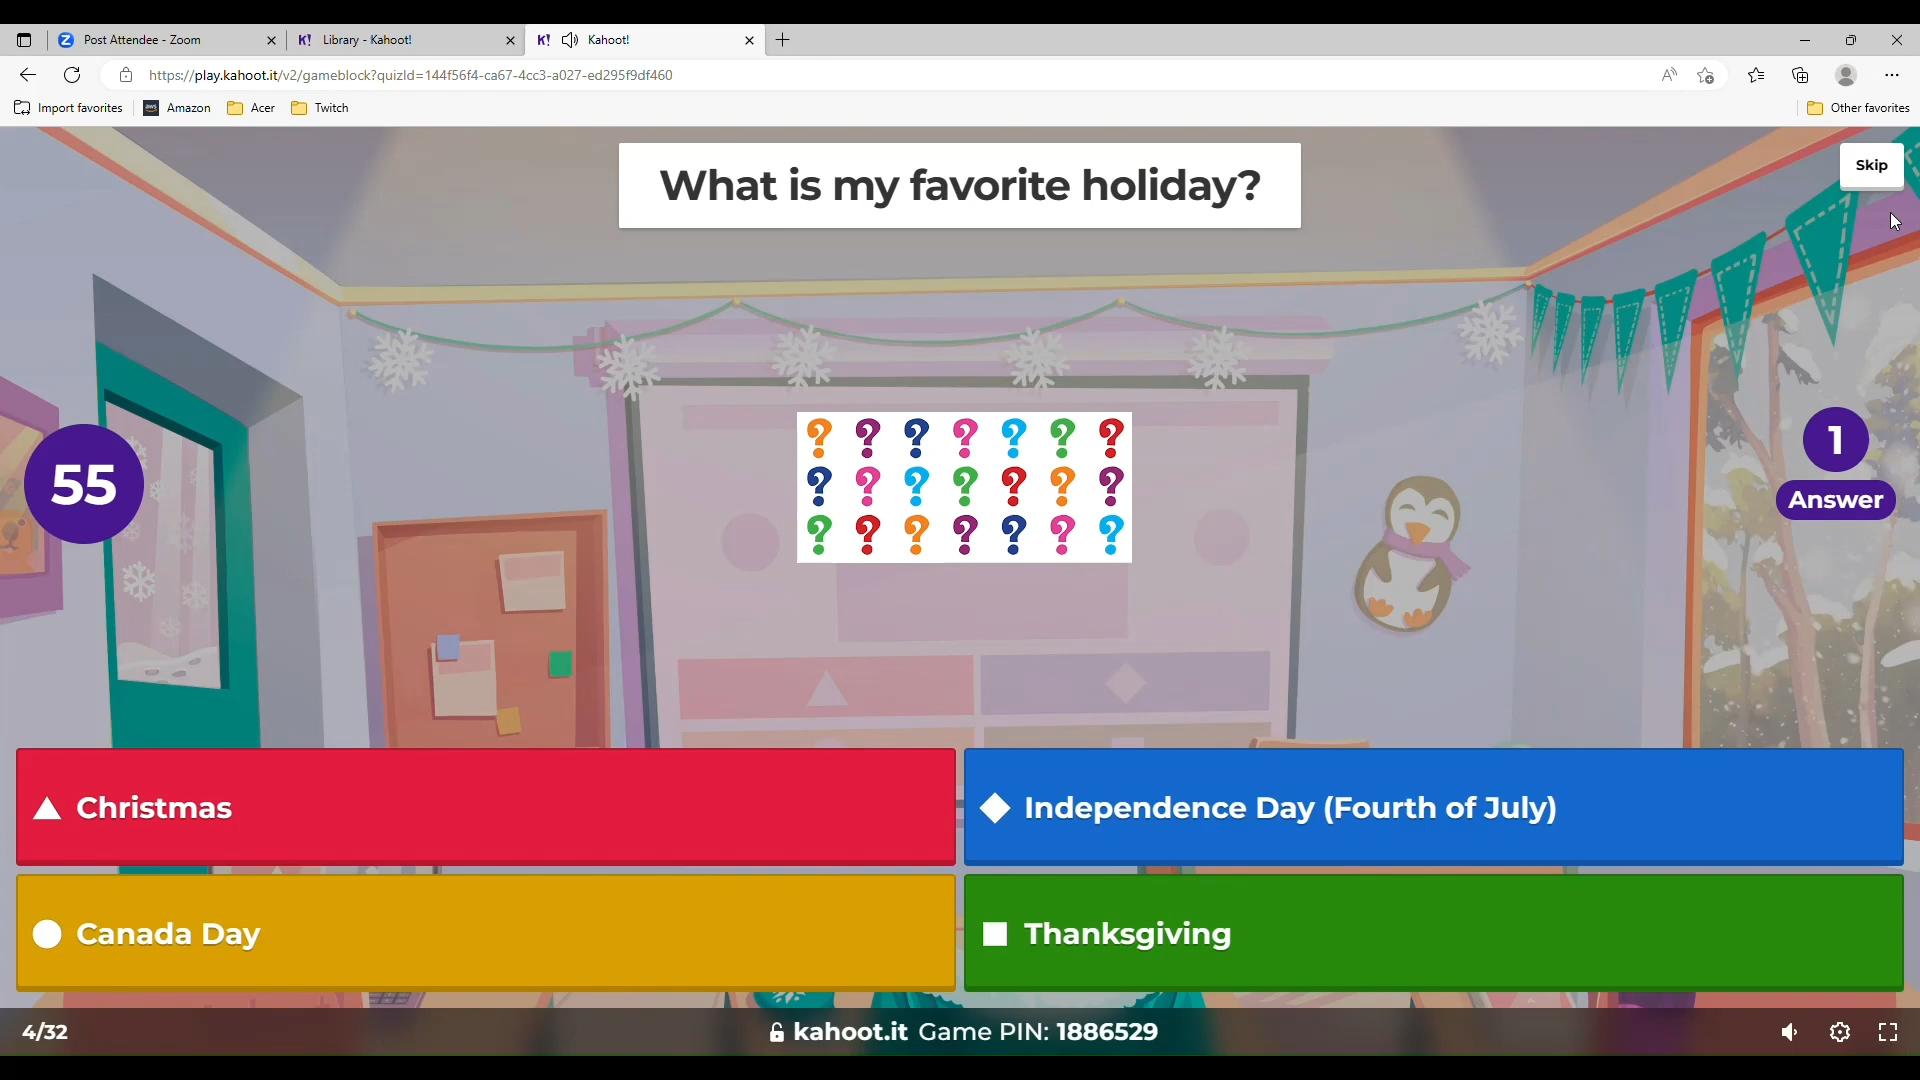 Post Attendee - Zoom
Library - Kahoot!
Kahoot!
https://play.kahoot.it/v2/gameblock?quizId=144f56f4-ca67-4cc3-a027-ed295f9df460
Import favorites
aws
Amazon
Acer
Twitch
Other favorites
What is my favorite holiday?
Skip
? ? ? ? ? ? ?
? ? ? ? ? ? ?
? ? ? ? ? ? ?
55
1
Answer
Christmas
Independence Day (Fourth of July)
Canada Day
Thanksgiving
4/32
kahoot.it Game PIN: 1886529